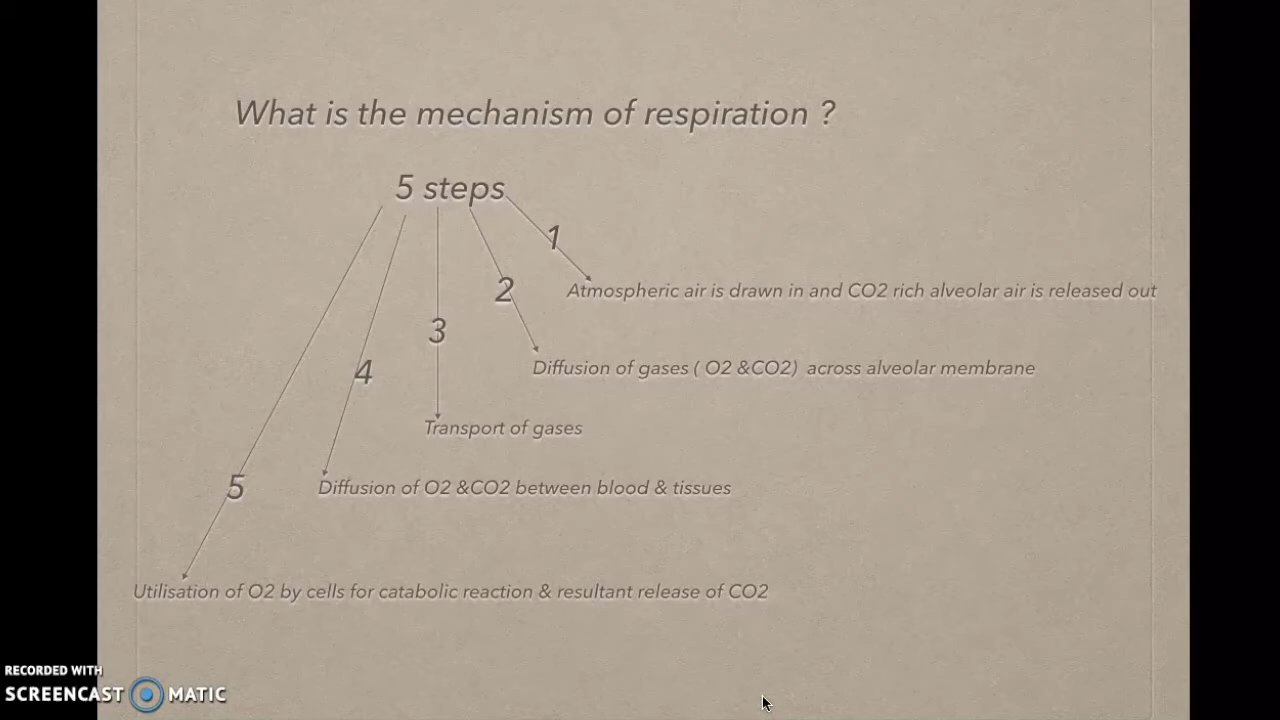 What is the mechanism of respiration ?
5 steps
1
Atmospheric air is drawn in and CO2 rich alveolar air is released out
2
Diffusion of gases ( O2 &CO2) across alveolar membrane
3
Transport of gases
4
Diffusion of O2 &CO2 between blood & tissues
5
Utilisation of O2 by cells for catabolic reaction & resultant release of CO2
RECORDED WITH
SCREENCAST MATIC